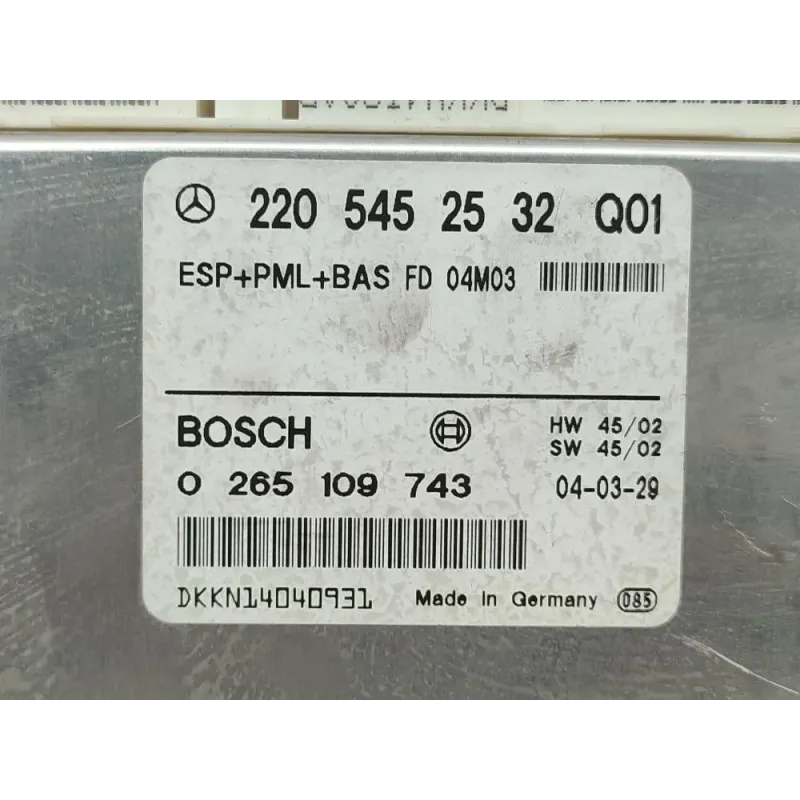 220 545 25 32 Q01
ESP+PML+BAS FD 04M03
BOSCH HW 45/02
SW 45/02
0 265 109 743 04-03-29
DKKN14040931 Made in Germany 085